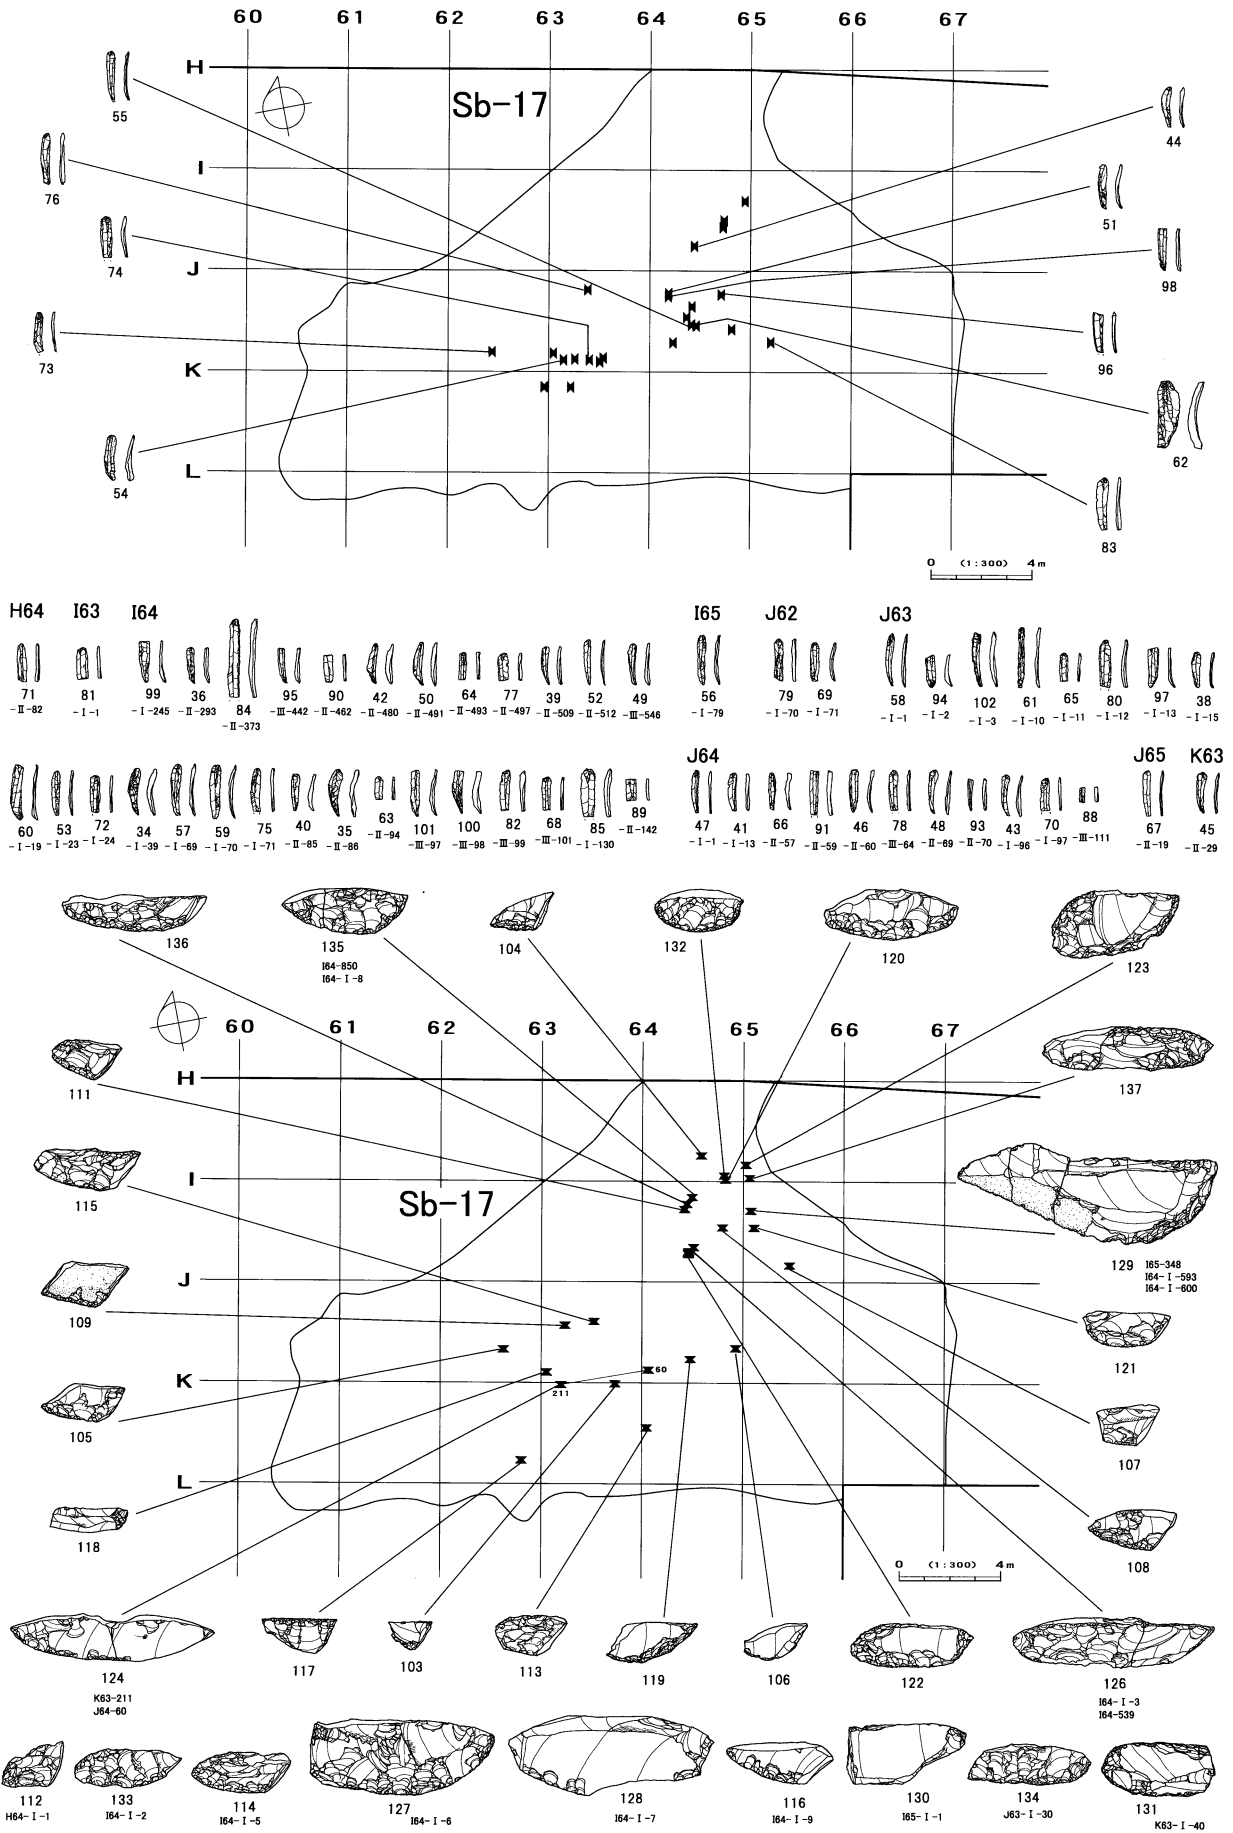 60 61 62 63 64 65 66 67
H
Sb-17
55
44
I
76
51
74
J
98
73
K
96
54
L
62
83
0 (1:300) 4m
H64 I63 I64 I65 J62 J63
71 81 99 36 84 95 90 42 50 64 77 39 52 49 56 79 69 58 94 102 61 65 80 97 38
-II-82 -I-1 -I-245 -II-293 -II-373 -III-442 -II-462 -II-480 -II-491 -II-493 -II-497 -II-509 -II-512 -III-546 -I-79 -I-70 -I-71 -I-1 -I-2 -I-3 -I-10 -I-11 -I-12 -I-13 -I-15
J64 J65 K63
60 53 72 34 57 59 75 40 35 63 101 100 82 68 85 89 47 41 66 91 46 78 48 93 43 70 88 67 45
-I-19 -I-23 -I-24 -I-39 -I-69 -I-70 -I-71 -II-85 -II-86 -II-94 -III-97 -III-98 -III-99 -III-101 -I-130 -II-142 -I-1 -I-13 -II-57 -II-59 -II-60 -III-64 -II-69 -II-70 -I-96 -I-97 -III-111 -II-19 -II-29
136 135 104 132 120 123
I64-850
I64-I-8
60 61 62 63 64 65 66 67
H
111
137
I
115
Sb-17
129 I65-348
I64-I-593
I64-I-600
J
109
121
K
60
211
105
107
L
118
108
0 (1:300) 4m
124 117 103 113 119 106 122 126
K63-211
J64-60
I64-I-3
I64-539
112 133 114 127 128 116 130 134 131
H64-I-1 I64-I-2 I64-I-5 I64-I-6 I64-I-7 I64-I-9 I65-I-1 J63-I-30 K63-I-40